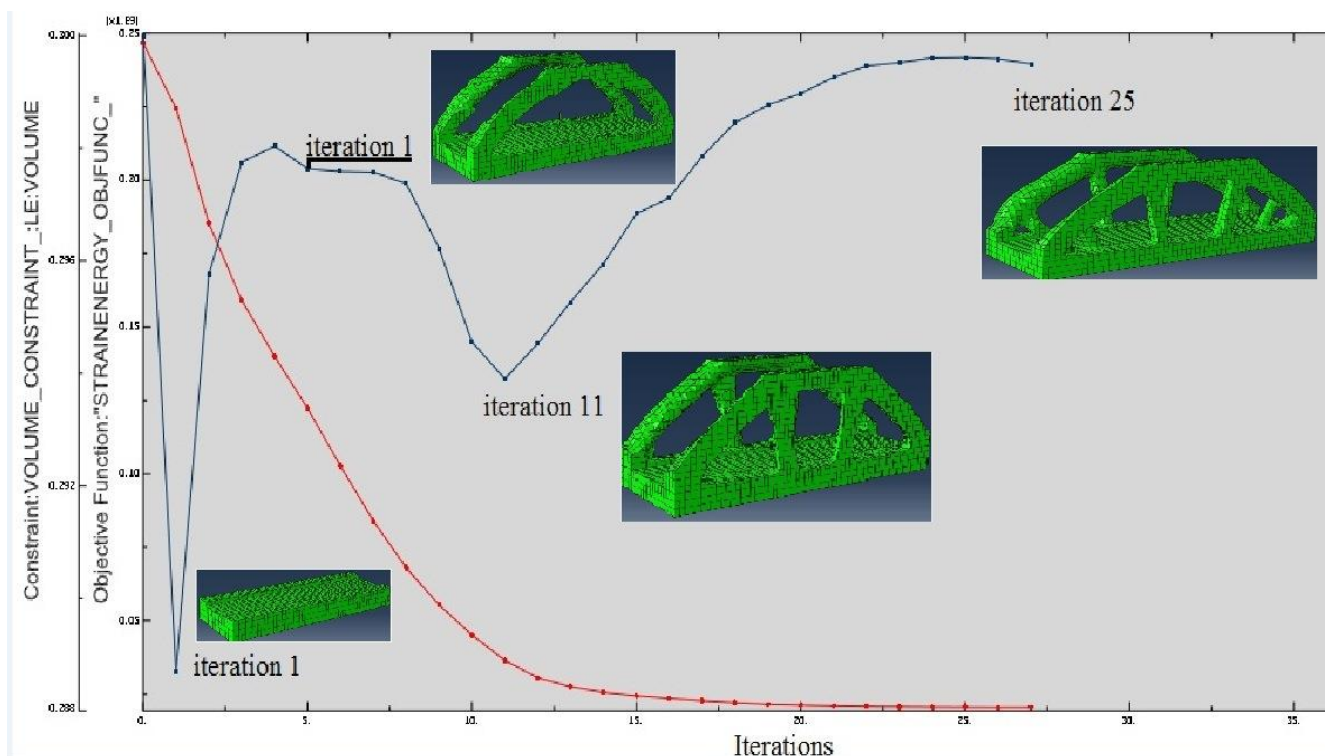 [x1.E9)
0.25
0.20
iteration 1
iteration 25
0.296
0.15
iteration 11
0.10
0.292
0.05
iteration 1
0.288
Constraint:VOLUME_CONSTRAINT_:LE:VOLUME
Objective Function:"STRAINENERGY_OBJFUNC_"
0. 5. 10. 15. 20. 25. 30. 35.
Iterations